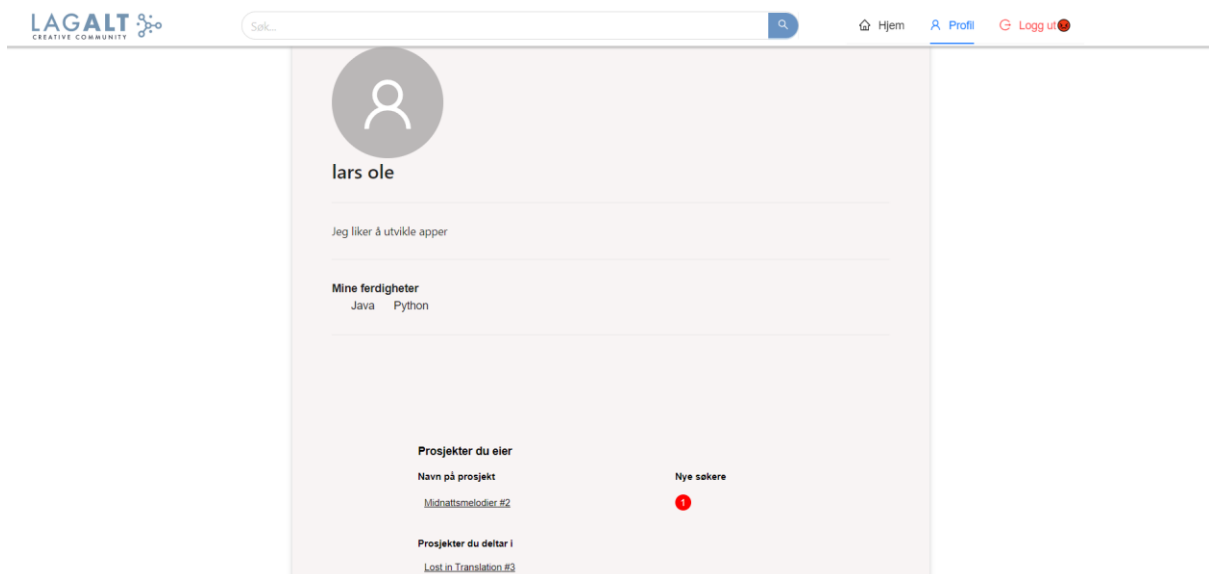 LAGALT
CREATIVE COMMUNITY
Søk...
Hjem
Profil
Logg ut
lars ole
Jeg liker å utvikle apper
Mine ferdigheter
Java Python
Prosjekter du eier
Navn på prosjekt Nye søkere
Midnattsmelodier #2 1
Prosjekter du deltar i
Lost in Translation #3